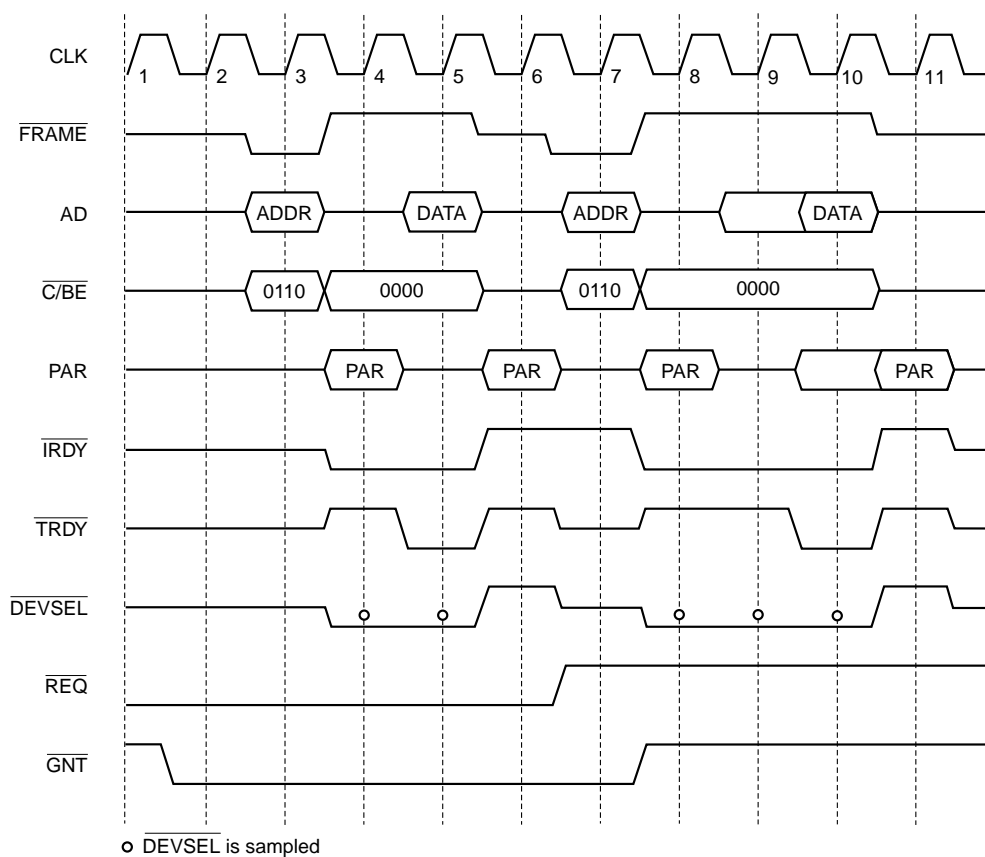 CLK
1 2 3 4 5 6 7 8 9 10 11
FRAME
AD ADDR DATA ADDR DATA
C/BE 0110 0000 0110 0000
PAR PAR PAR PAR PAR
IRDY
TRDY
DEVSEL
REQ
GNT
DEVSEL is sampled